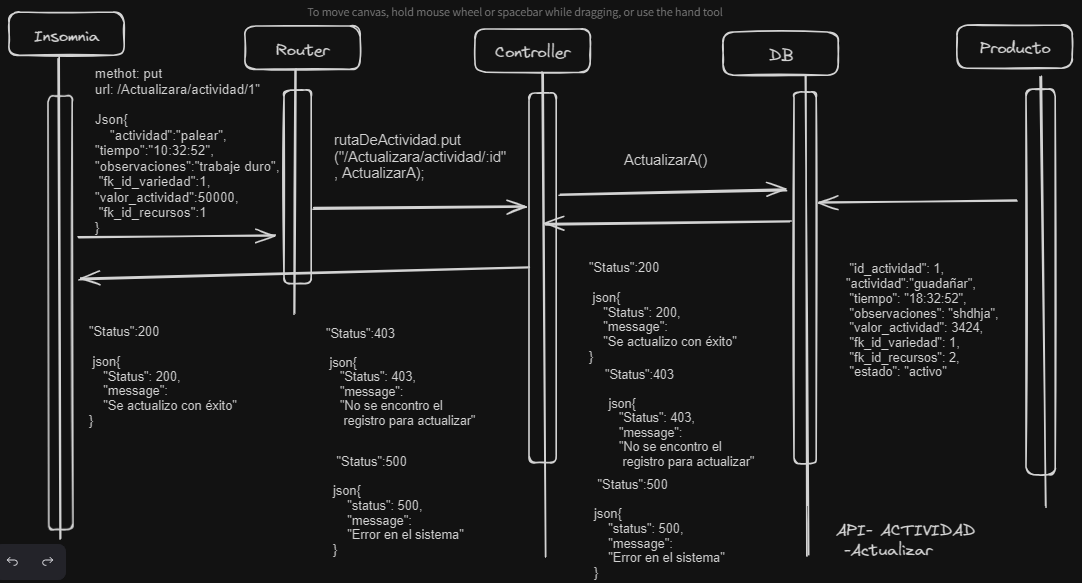 To move canvas, hold mouse wheel or spacebar while dragging, or use the hand tool
Insomnia
Router
Controller
DB
Producto
methot: put
url: /Actualizara/actividad/1"
Json{
"actividad":"palear",
"tiempo":"10:32:52",
"observaciones":"trabaje duro",
"fk_id_variedad":1,
"valor_actividad":50000,
"fk_id_recursos":1
}
rutaDeActividad.put
("/Actualizara/actividad/:id"
, ActualizarA);
ActualizarA()
"Status":200
json{
"Status": 200,
"message":
"Se actualizo con éxito"
}
"Status":403
json{
"Status": 403,
"message":
"No se encontro el
registro para actualizar"
"Status":500
json{
"status": 500,
"message":
"Error en el sistema"
}
"Status":200
json{
"Status": 200,
"message":
"Se actualizo con éxito"
}
"Status":403
json{
"Status": 403,
"message":
"No se encontro el
registro para actualizar"
"Status":500
json{
"status": 500,
"message":
"Error en el sistema"
}
"id_actividad": 1,
"actividad":"guadañar",
"tiempo": "18:32:52",
"observaciones": "shdhja",
"valor_actividad": 3424,
"fk_id_variedad": 1,
"fk_id_recursos": 2,
"estado": "activo"
API- ACTIVIDAD
-Actualizar